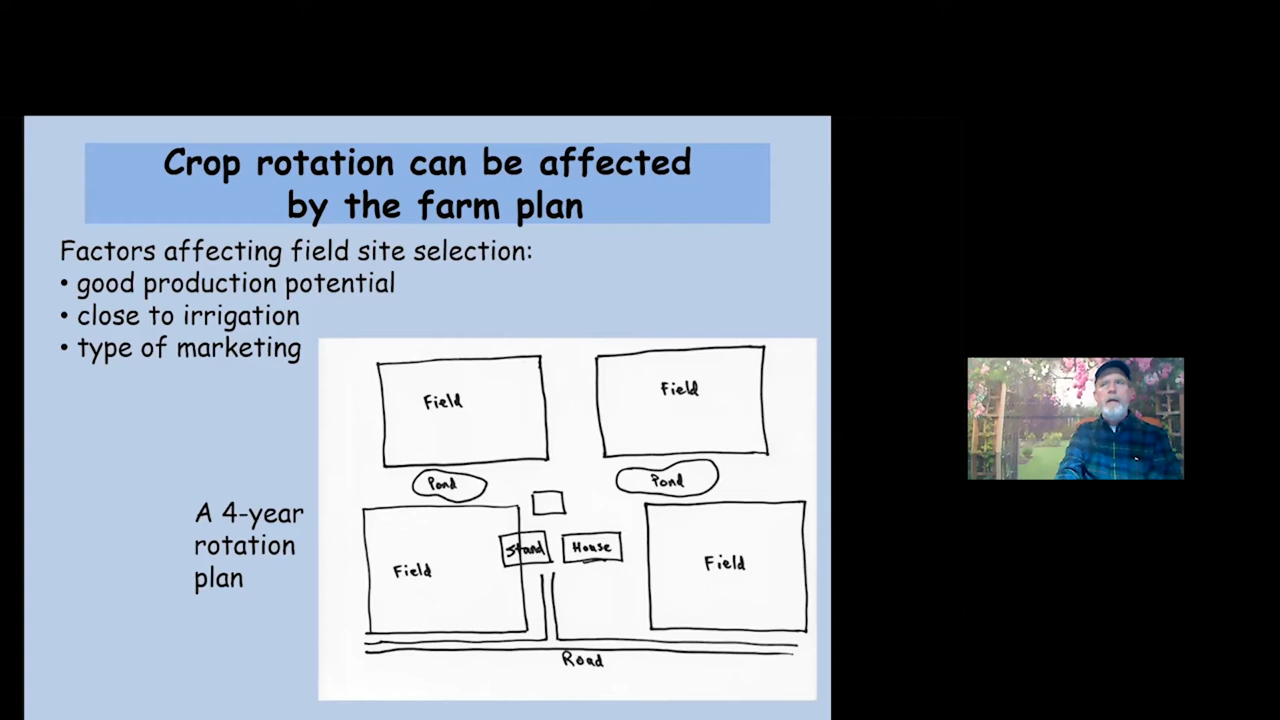 Crop rotation can be affected
by the farm plan
Factors affecting field site selection:
• good production potential
• close to irrigation
• type of marketing
Field
Field
Pond
Pond
A 4-year
rotation
plan
Stand
House
Field
Field
Road